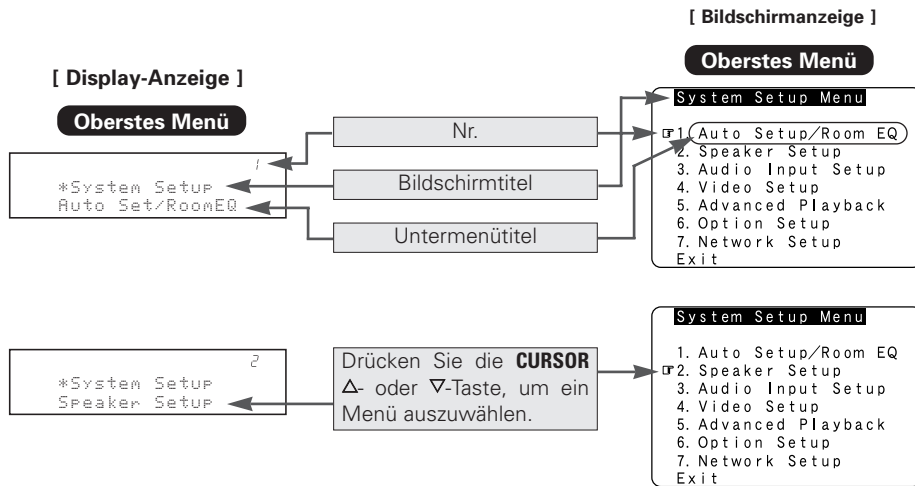 [ Bildschirmanzeige ]
[ Display-Anzeige ]
Oberstes Menü
Oberstes Menü
1
*System Setup
Auto Set/RoomEQ
Nr.
Bildschirmtitel
Untermenütitel
System Setup Menu
☞1. Auto Setup/Room EQ
2. Speaker Setup
3. Audio Input Setup
4. Video Setup
5. Advanced Playback
6. Option Setup
7. Network Setup
Exit
2
*System Setup
Speaker Setup
Drücken Sie die CURSOR
△- oder ▽-Taste, um ein
Menü auszuwählen.
System Setup Menu
1. Auto Setup/Room EQ
☞2. Speaker Setup
3. Audio Input Setup
4. Video Setup
5. Advanced Playback
6. Option Setup
7. Network Setup
Exit